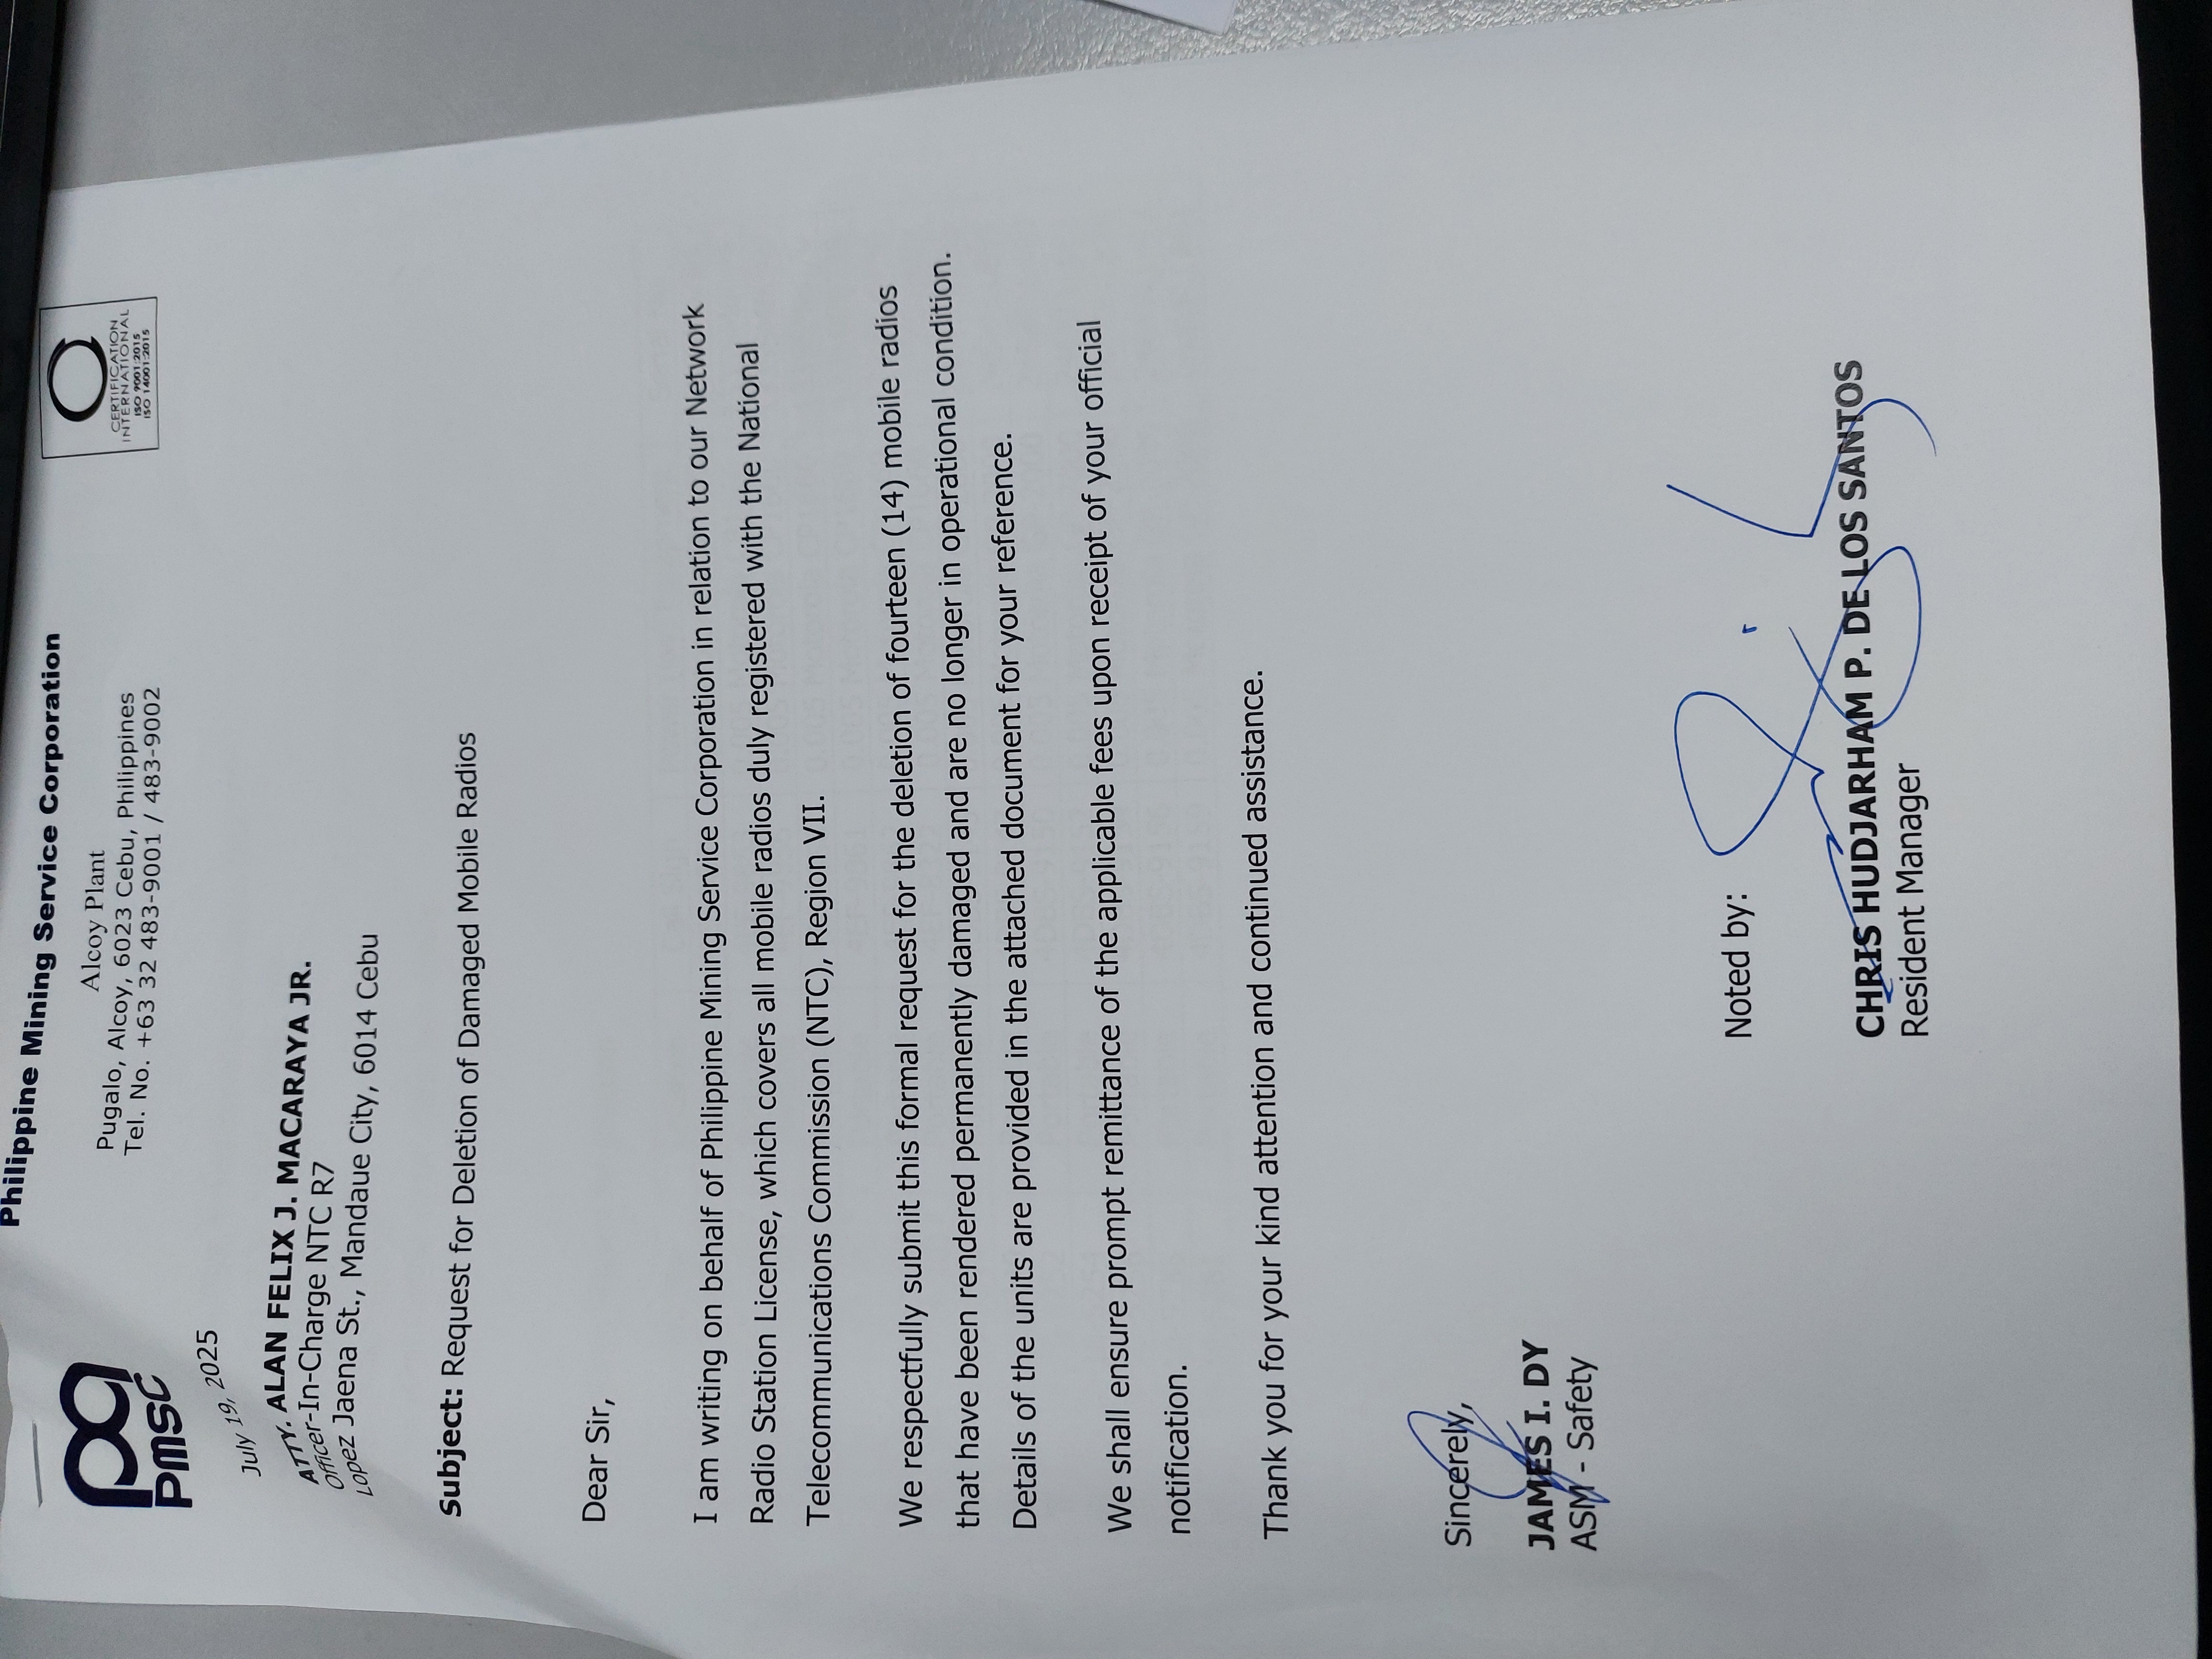 Philippine Mining Service Corporation
Alcoy Plant
Pugalo, Alcoy, 6023 Cebu, Philippines
Tel. No. +63 32 483-9001 / 483-9002
PMSC
CERTIFICATION
INTERNATIONAL
ISO 9001:2015
ISO 14001:2015
July 19, 2025
ATTY. ALAN FELIX J. MACARAYA JR.
Officer-In-Charge NTC R7
Lopez Jaena St., Mandaue City, 6014 Cebu
Subject: Request for Deletion of Damaged Mobile Radios
Dear Sir,
I am writing on behalf of Philippine Mining Service Corporation in relation to our Network
Radio Station License, which covers all mobile radios duly registered with the National
Telecommunications Commission (NTC), Region VII.
We respectfully submit this formal request for the deletion of fourteen (14) mobile radios
that have been rendered permanently damaged and are no longer in operational condition.
Details of the units are provided in the attached document for your reference.
We shall ensure prompt remittance of the applicable fees upon receipt of your official
notification.
Thank you for your kind attention and continued assistance.
Sincerely,
JAMES I. DY
ASM - Safety
Noted by:
CHRIS HUDJARHAM P. DE LOS SANTOS
Resident Manager